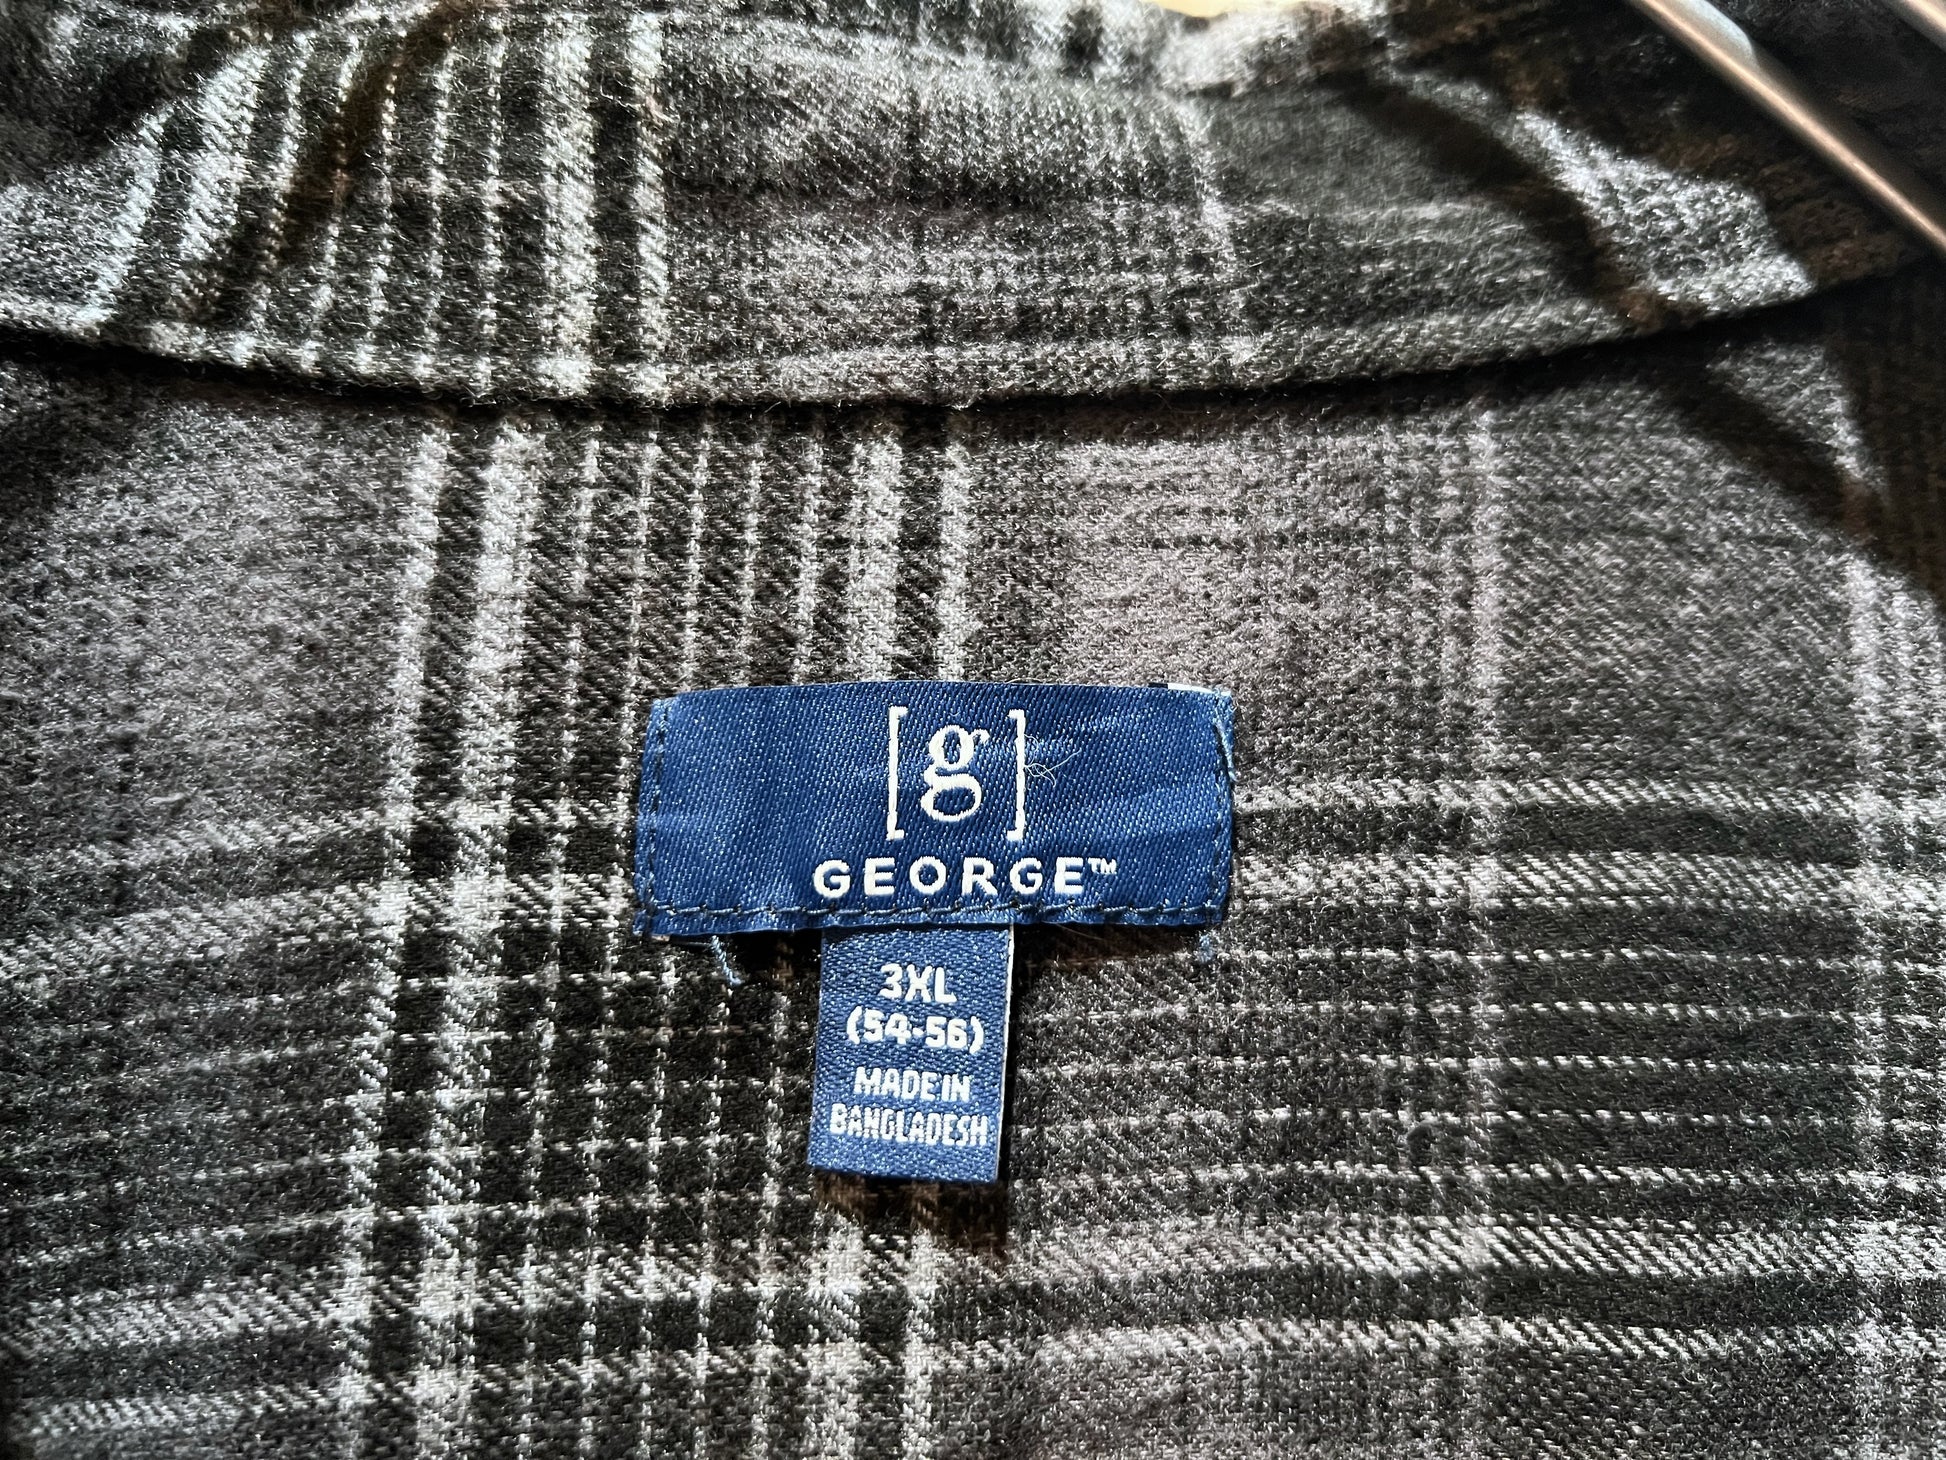 [g]
GEORGE™
3XL
(54-56)
MADE IN
BANGLADESH